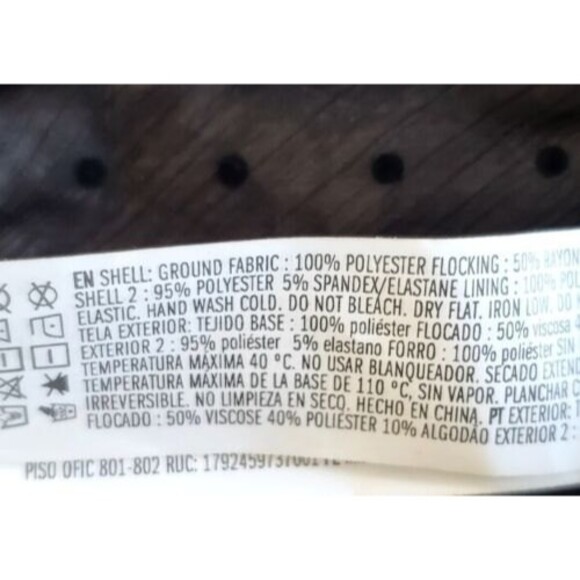 EN SHELL: GROUND FABRIC : 100% POLYESTER FLOCKING : 50% RAYON
SHELL 2 : 95% POLYESTER 5% SPANDEX/ELASTANE LINING : 100%
ELASTIC. HAND WASH COLD. DO NOT BLEACH. DRY FLAT. IRON LOW. DO
TELA EXTERIOR: TEJIDO BASE : 100% poliéster FLOCADO : 50% viscosa
EXTERIOR 2 : 95% poliéster 5% elastano FORRO : 100% poliéster SIN
TEMPERATURA MÁXIMA 40 °C. NO USAR BLANQUEADOR. SECADO
TEMPERATURA MÁXIMA DE LA BASE DE 110 °C, SIN VAPOR. PLANCHAR
IRREVERSIBLE. NO LIMPIEZA EN SECO. HECHO EN CHINA. PT EXTERIOR:
FLOCADO : 50% VISCOSE 40% POLIÉSTER 10% ALGODÃO EXTERIOR 2 :
PISO OFIC 801-802 RUC: